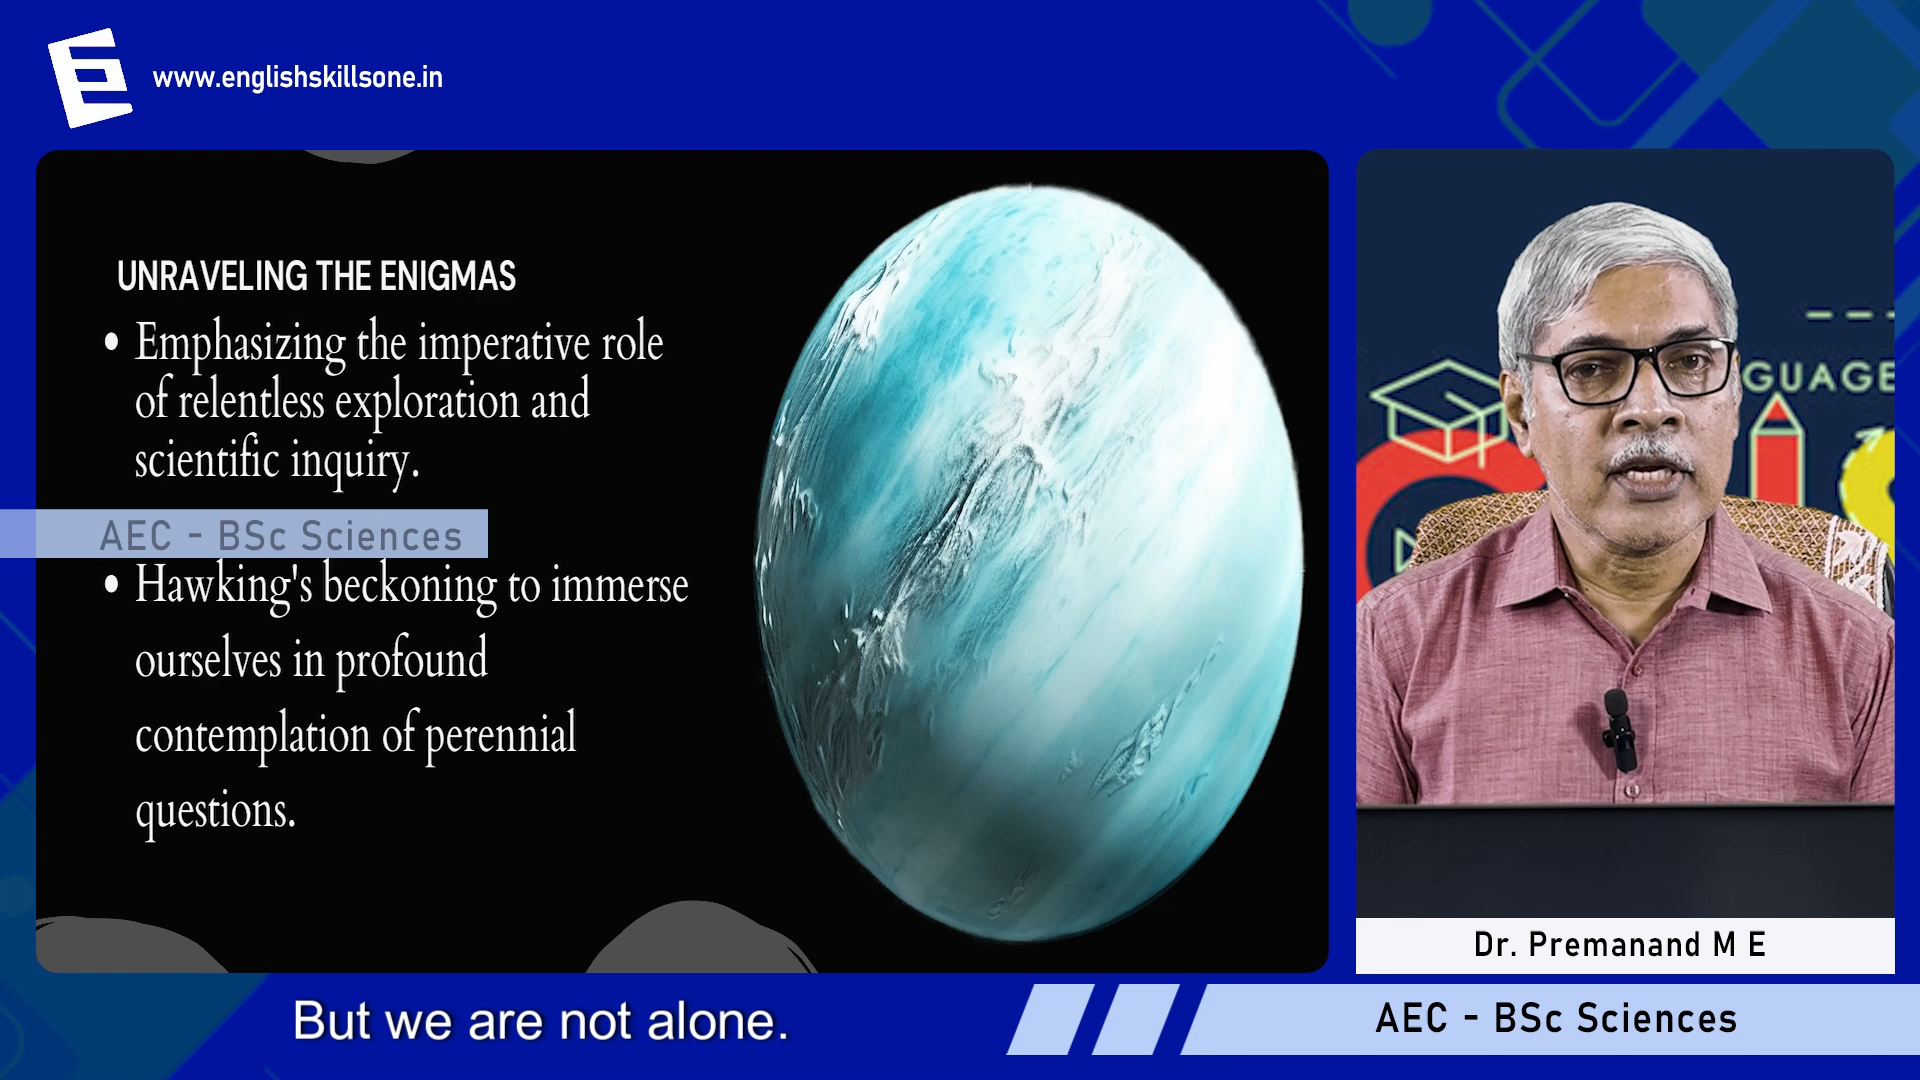 www.englishskillsone.in
UNRAVELING THE ENIGMAS
• Emphasizing the imperative role
of relentless exploration and
scientific inquiry.
AEC - BSc Sciences
• Hawking's beckoning to immerse
ourselves in profound
contemplation of perennial
questions.
GUAGE
Dr. Premanand M E
But we are not alone.
AEC - BSc Sciences